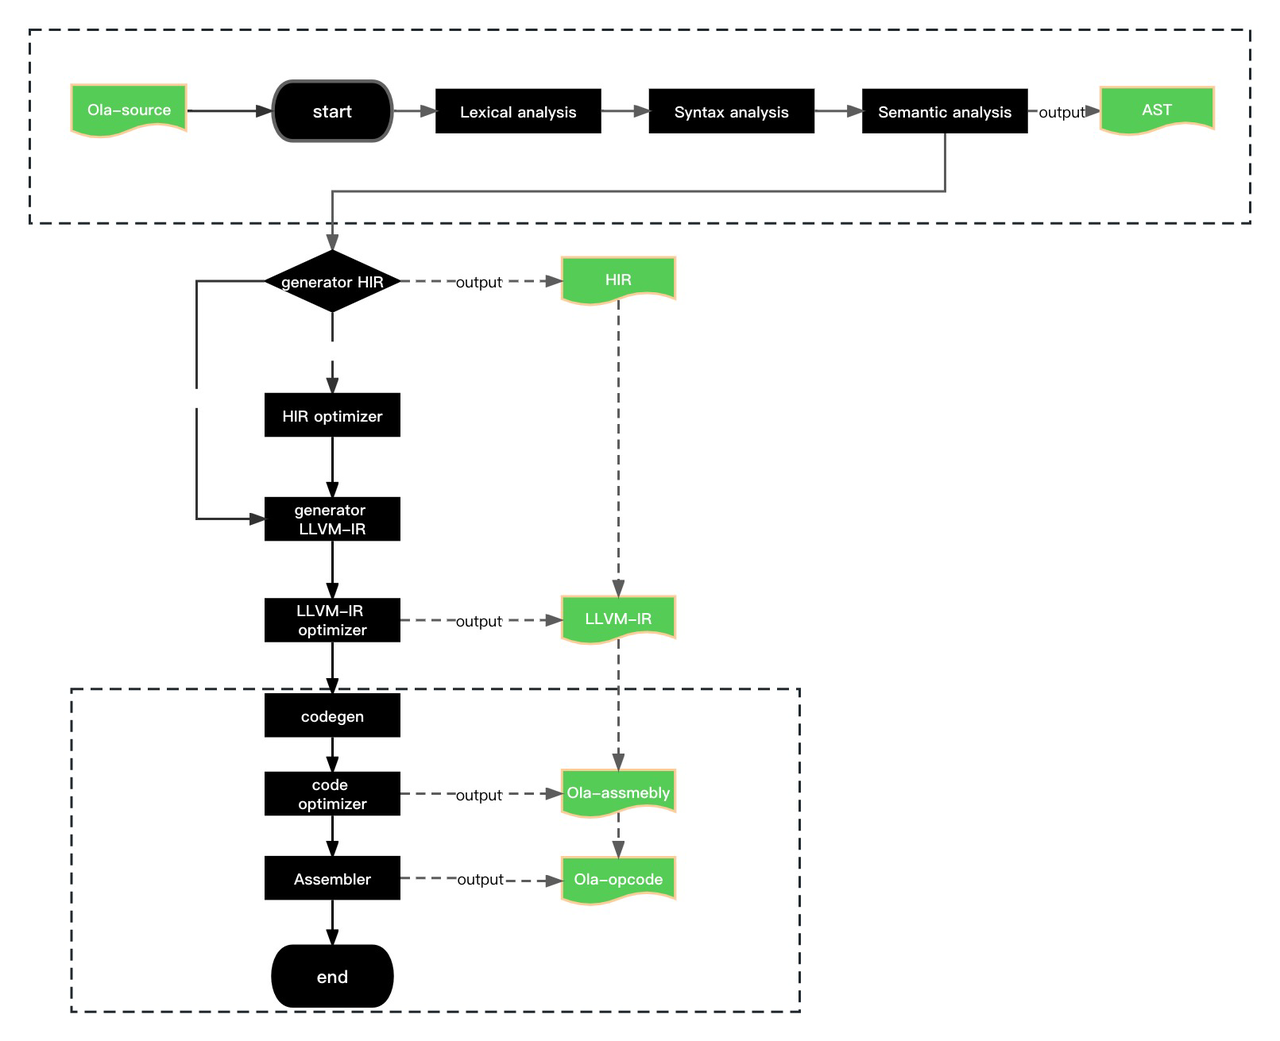 Ola-source
start
Lexical analysis
Syntax analysis
Semantic analysis
output
AST
generator HIR
output
HIR
HIR optimizer
generator
LLVM-IR
LLVM-IR
optimizer
output
LLVM-IR
codegen
code
optimizer
output
Ola-assmebly
Assembler
output
Ola-opcode
end